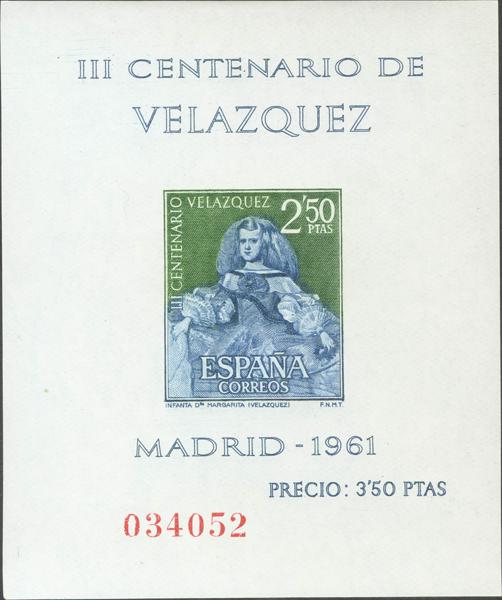 III CENTENARIO DE
VELAZQUEZ
III CENTENARIO VELAZQUEZ
2'50
PTAS
ESPAÑA
CORREOS
INFANTA Dña MARGARITA (VELAZQUEZ) F.N.M.T.
MADRID - 1961
PRECIO: 3'50 PTAS
034052